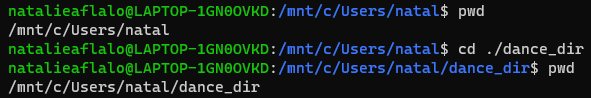 natalieaflalo@LAPTOP-1GN0OVKD:/mnt/c/Users/natal$ pwd
/mnt/c/Users/natal
natalieaflalo@LAPTOP-1GN0OVKD:/mnt/c/Users/natal$ cd ./dance_dir
natalieaflalo@LAPTOP-1GN0OVKD:/mnt/c/Users/natal/dance_dir$ pwd
/mnt/c/Users/natal/dance_dir